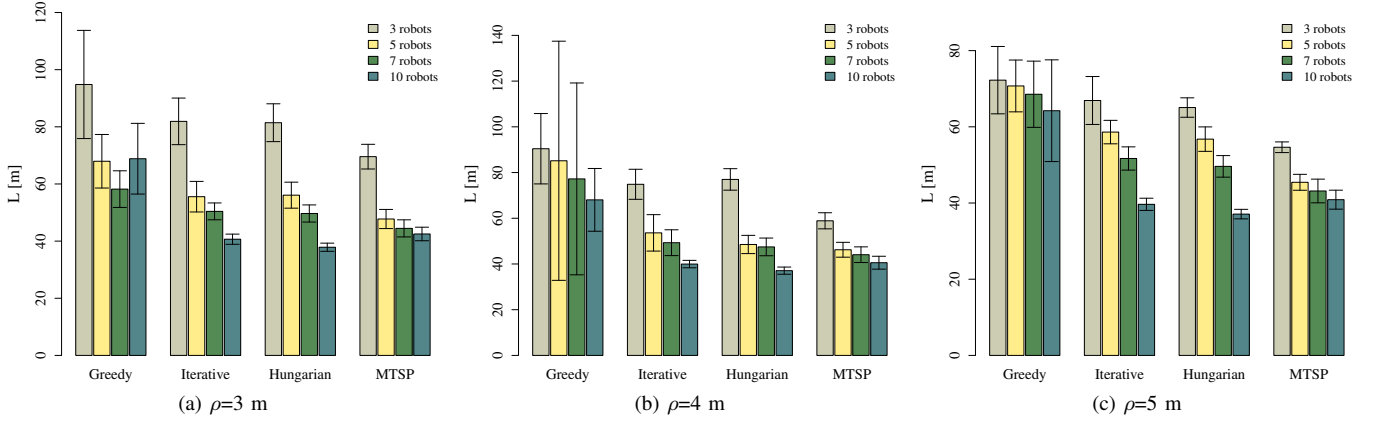 L [m]
0
20
40
60
80
100
120
3 robots
5 robots
7 robots
10 robots
Greedy
Iterative
Hungarian
MTSP
(a) ρ=3 m
L [m]
0
20
40
60
80
100
120
140
3 robots
5 robots
7 robots
10 robots
Greedy
Iterative
Hungarian
MTSP
(b) ρ=4 m
L [m]
0
20
40
60
80
3 robots
5 robots
7 robots
10 robots
Greedy
Iterative
Hungarian
MTSP
(c) ρ=5 m